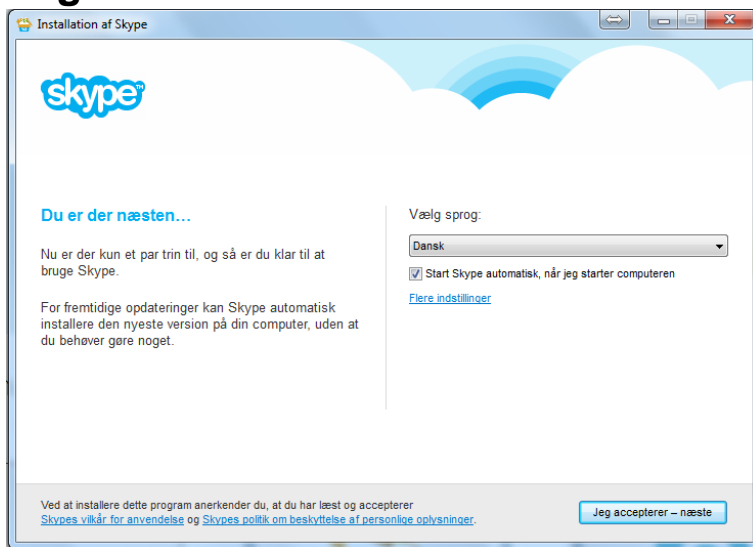 Installation af Skype
skype™
Du er der næsten…
Nu er der kun et par trin til, og så er du klar til at
bruge Skype.
For fremtidige opdateringer kan Skype automatisk
installere den nyeste version på din computer, uden at
du behøver gøre noget.
Vælg sprog:
Dansk
Start Skype automatisk, når jeg starter computeren
Flere indstillinger
Ved at installere dette program anerkender du, at du har læst og accepterer
Skypes vilkår for anvendelse og Skypes politik om beskyttelse af personlige oplysninger.
Jeg accepterer – næste